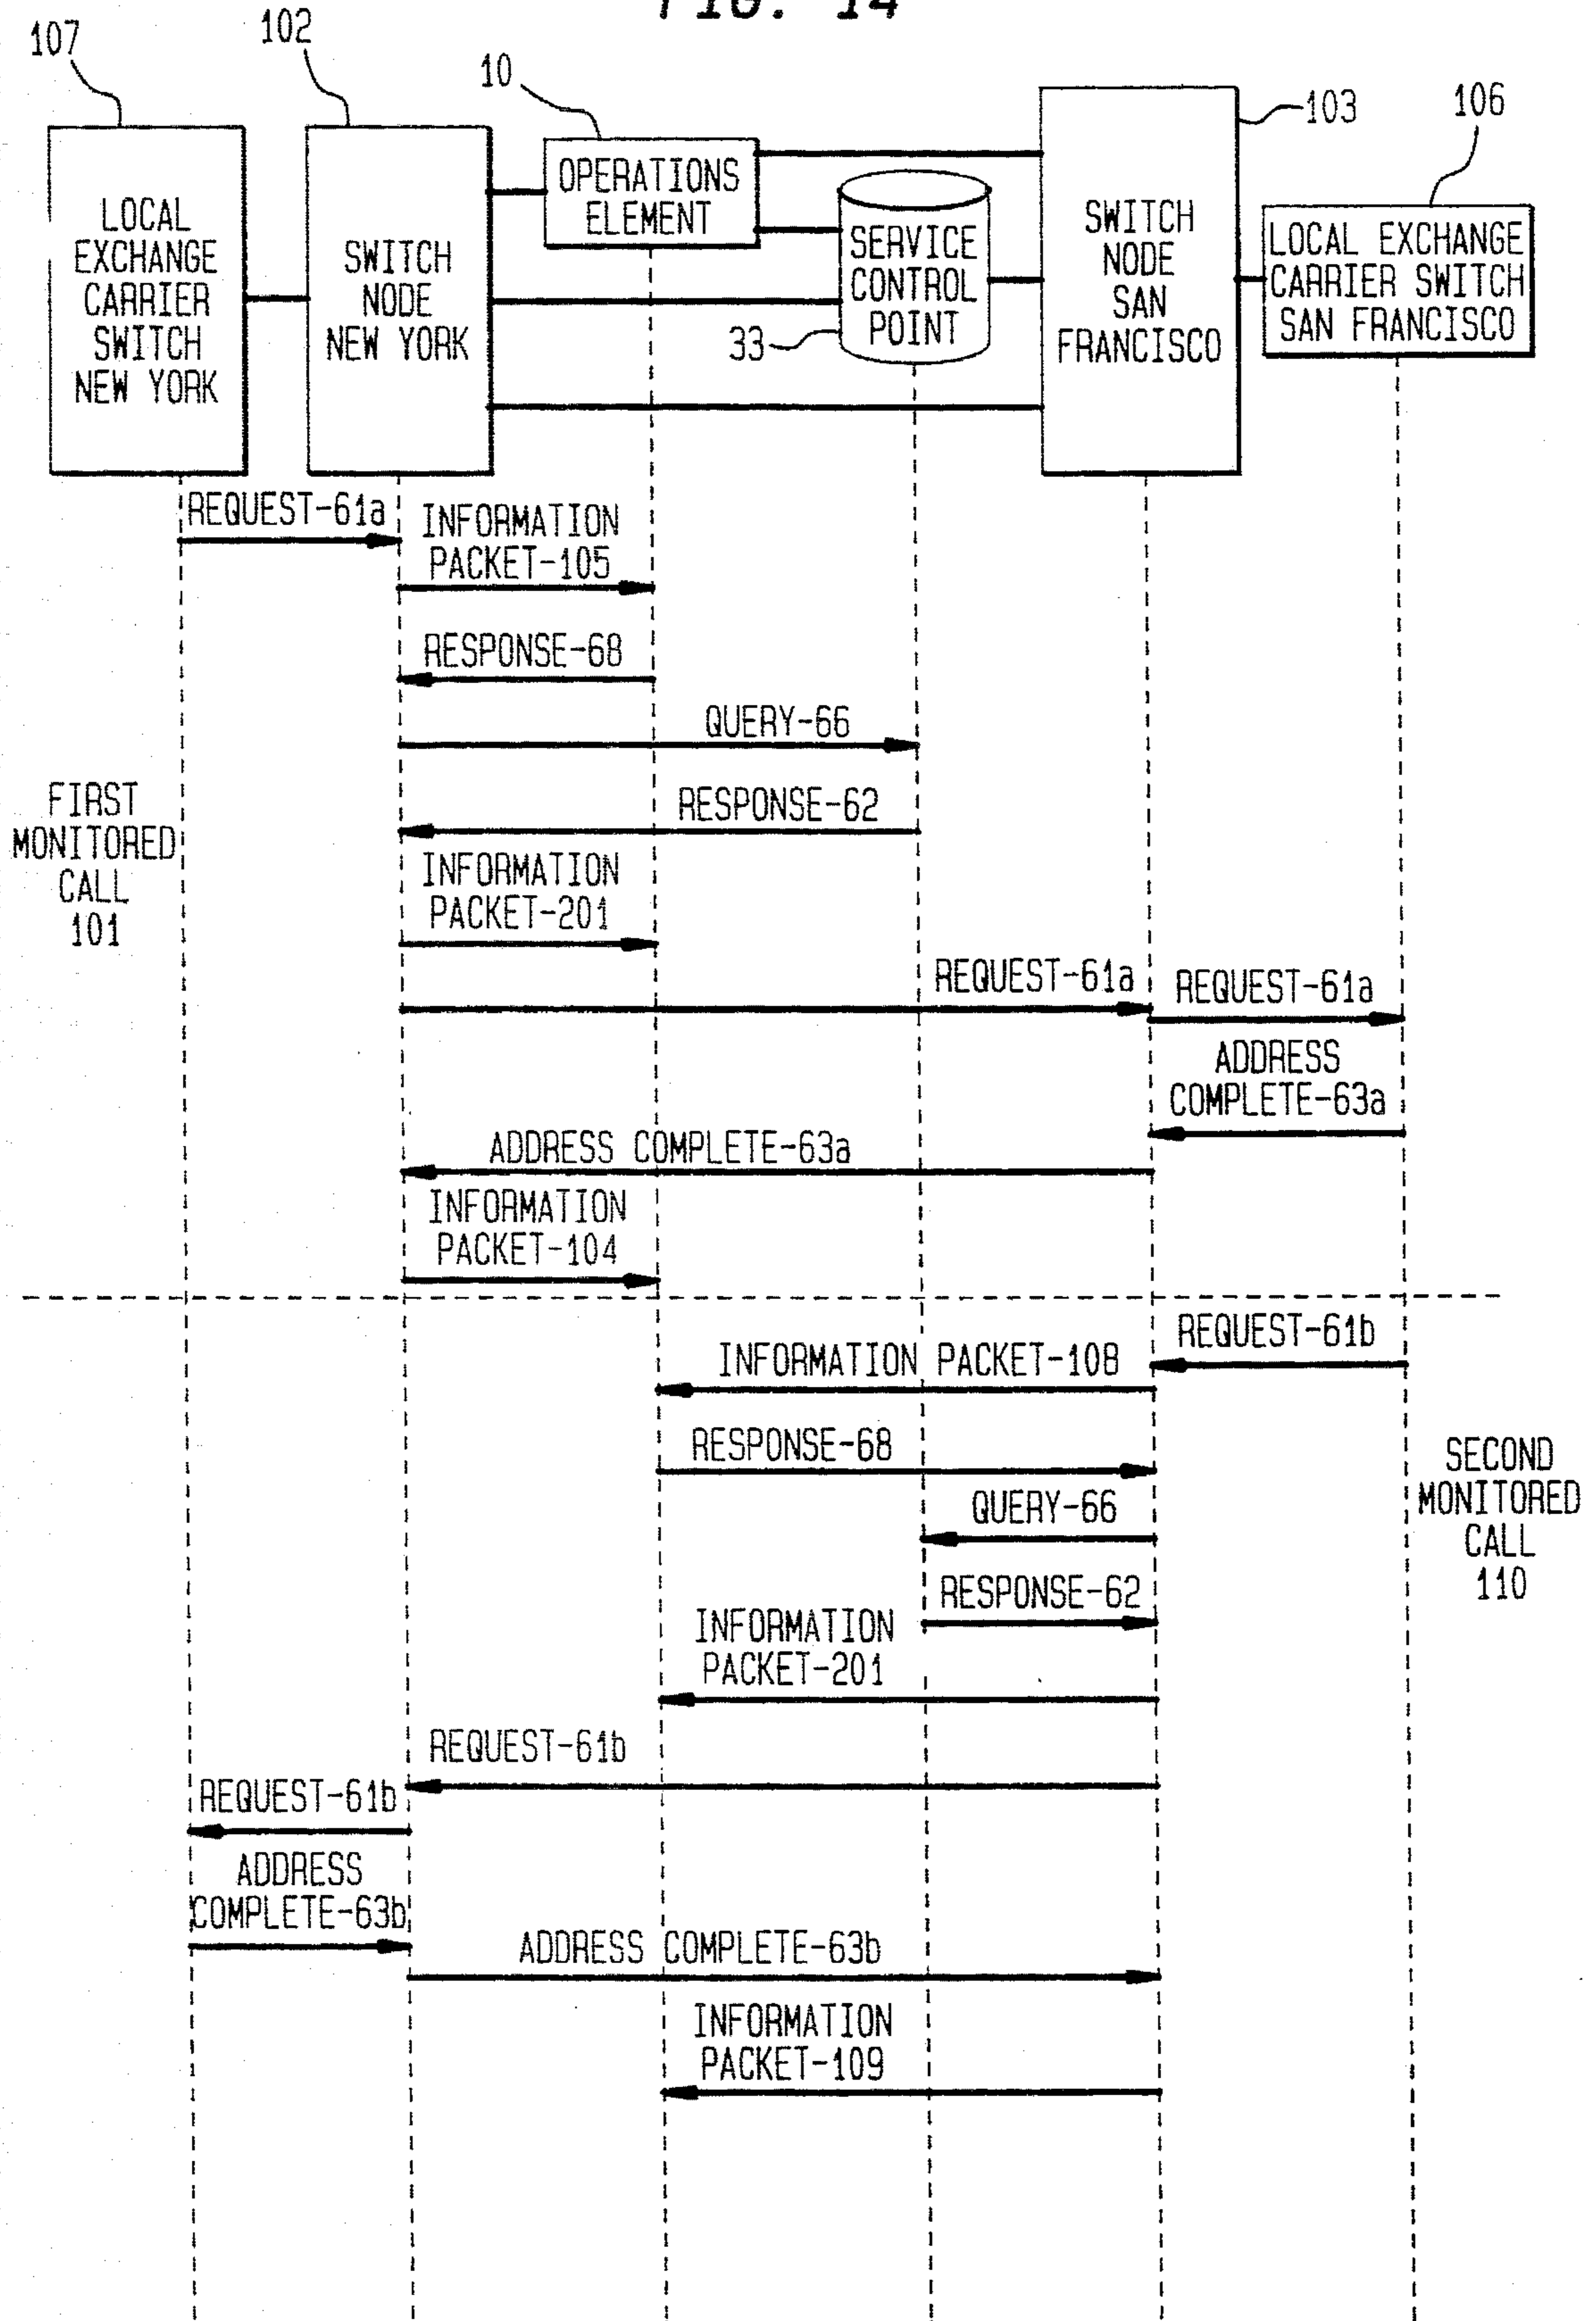 FIG. 14
107
102
10
103
106
LOCAL
EXCHANGE
CARRIER
SWITCH
NEW YORK
SWITCH
NODE
NEW YORK
OPERATIONS
ELEMENT
SERVICE
CONTROL
POINT
33
SWITCH
NODE
SAN
FRANCISCO
LOCAL EXCHANGE
CARRIER SWITCH
SAN FRANCISCO
REQUEST-61a
INFORMATION
PACKET-105
RESPONSE-68
QUERY-66
RESPONSE-62
FIRST
MONITORED
CALL
101
INFORMATION
PACKET-201
REQUEST-61a
REQUEST-61a
ADDRESS
COMPLETE-63a
ADDRESS COMPLETE-63a
INFORMATION
PACKET-104
REQUEST-61b
INFORMATION PACKET-108
RESPONSE-68
SECOND
MONITORED
CALL
110
QUERY-66
RESPONSE-62
INFORMATION
PACKET-201
REQUEST-61b
REQUEST-61b
ADDRESS
COMPLETE-63b
ADDRESS COMPLETE-63b
INFORMATION
PACKET-109